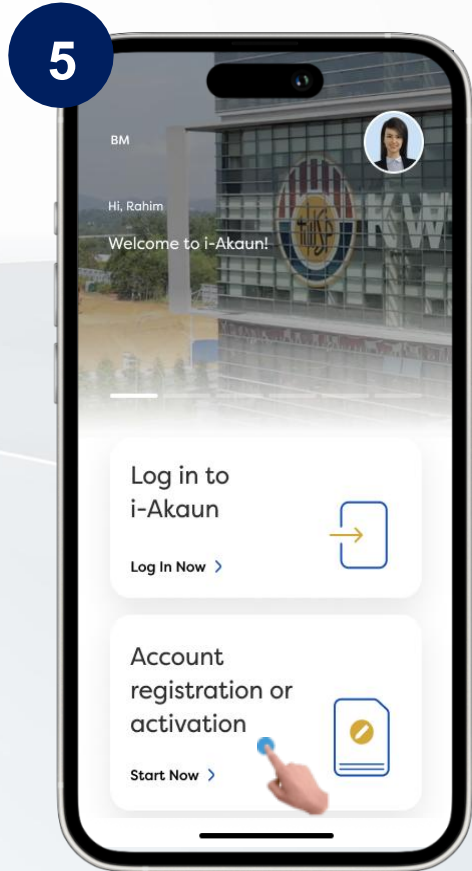 5
BM
Hi, Rahim
Welcome to i-Akaun!
KW
Log in to
i-Akaun
Log In Now >
Account
registration or
activation
Start Now >